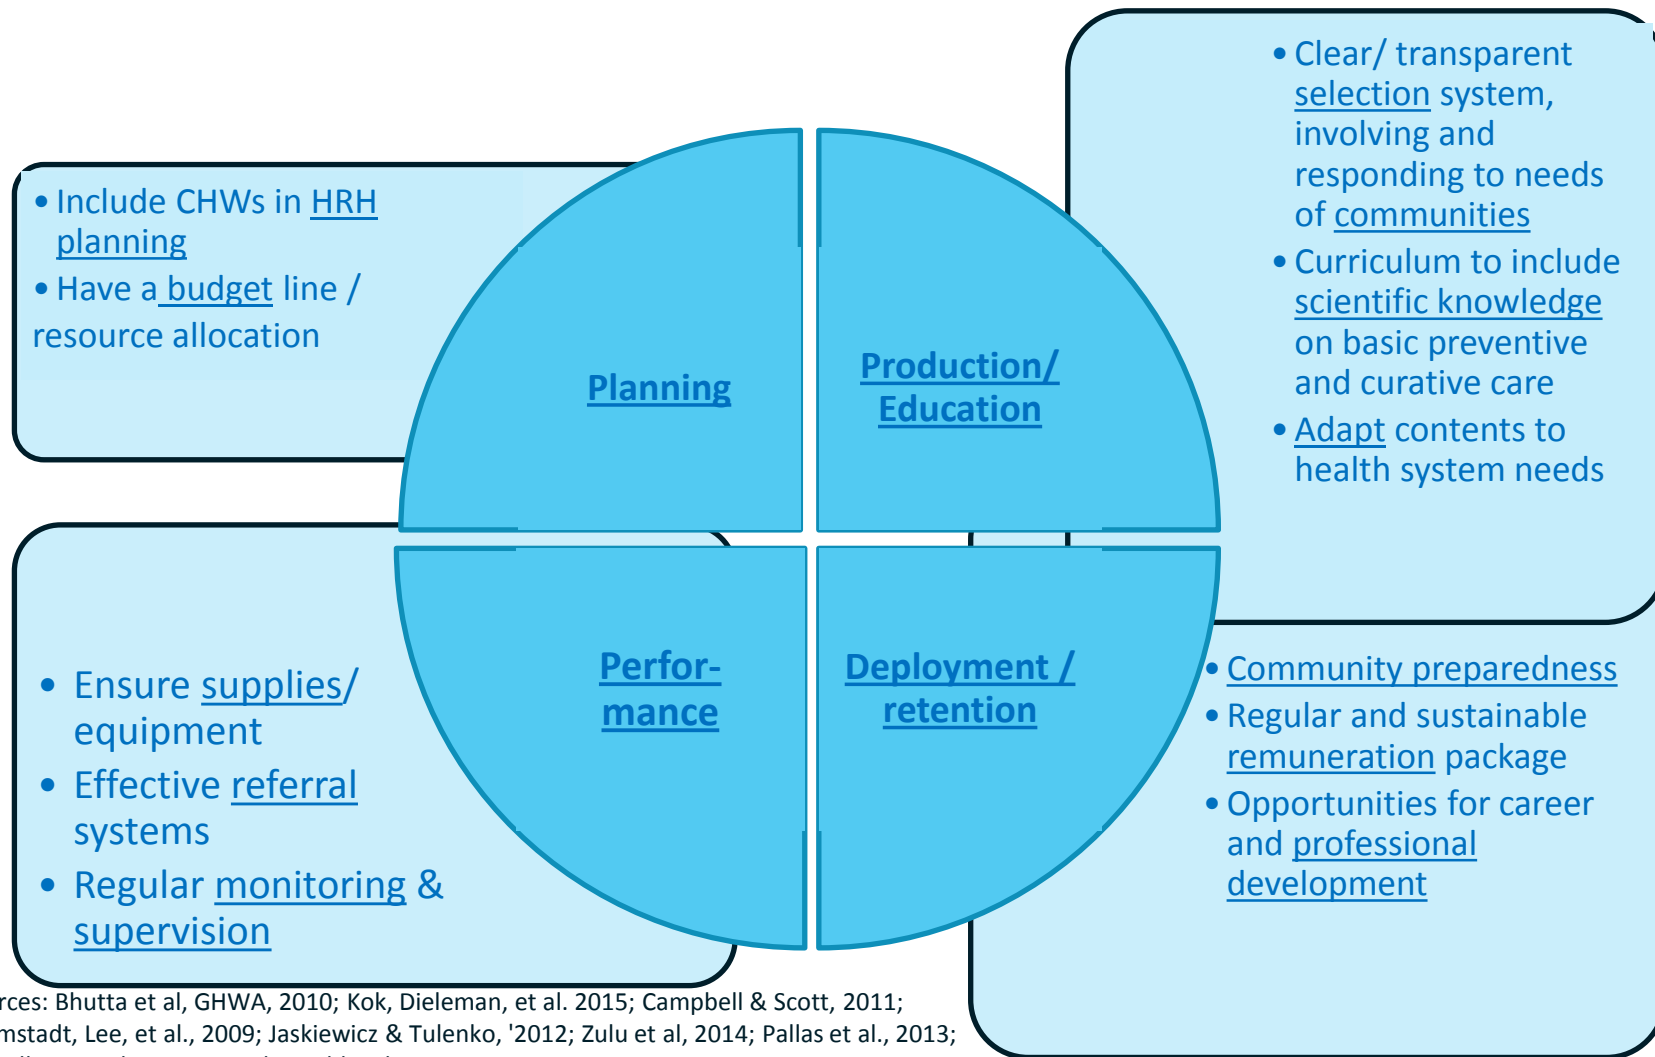 • Include CHWs in HRH
planning
• Have a budget line /
resource allocation
Planning
Production/
Education
• Clear/ transparent
selection system,
involving and
responding to needs
of communities
• Curriculum to include
scientific knowledge
on basic preventive
and curative care
• Adapt contents to
health system needs
• Ensure supplies/
equipment
• Effective referral
systems
• Regular monitoring &
supervision
Perfor-
mance
Deployment /
retention
• Community preparedness
• Regular and sustainable
remuneration package
• Opportunities for career
and professional
development
rces: Bhutta et al, GHWA, 2010; Kok, Dieleman, et al. 2015; Campbell & Scott, 2011;
mstadt, Lee, et al., 2009; Jaskiewicz & Tulenko, '2012; Zulu et al, 2014; Pallas et al., 2013;